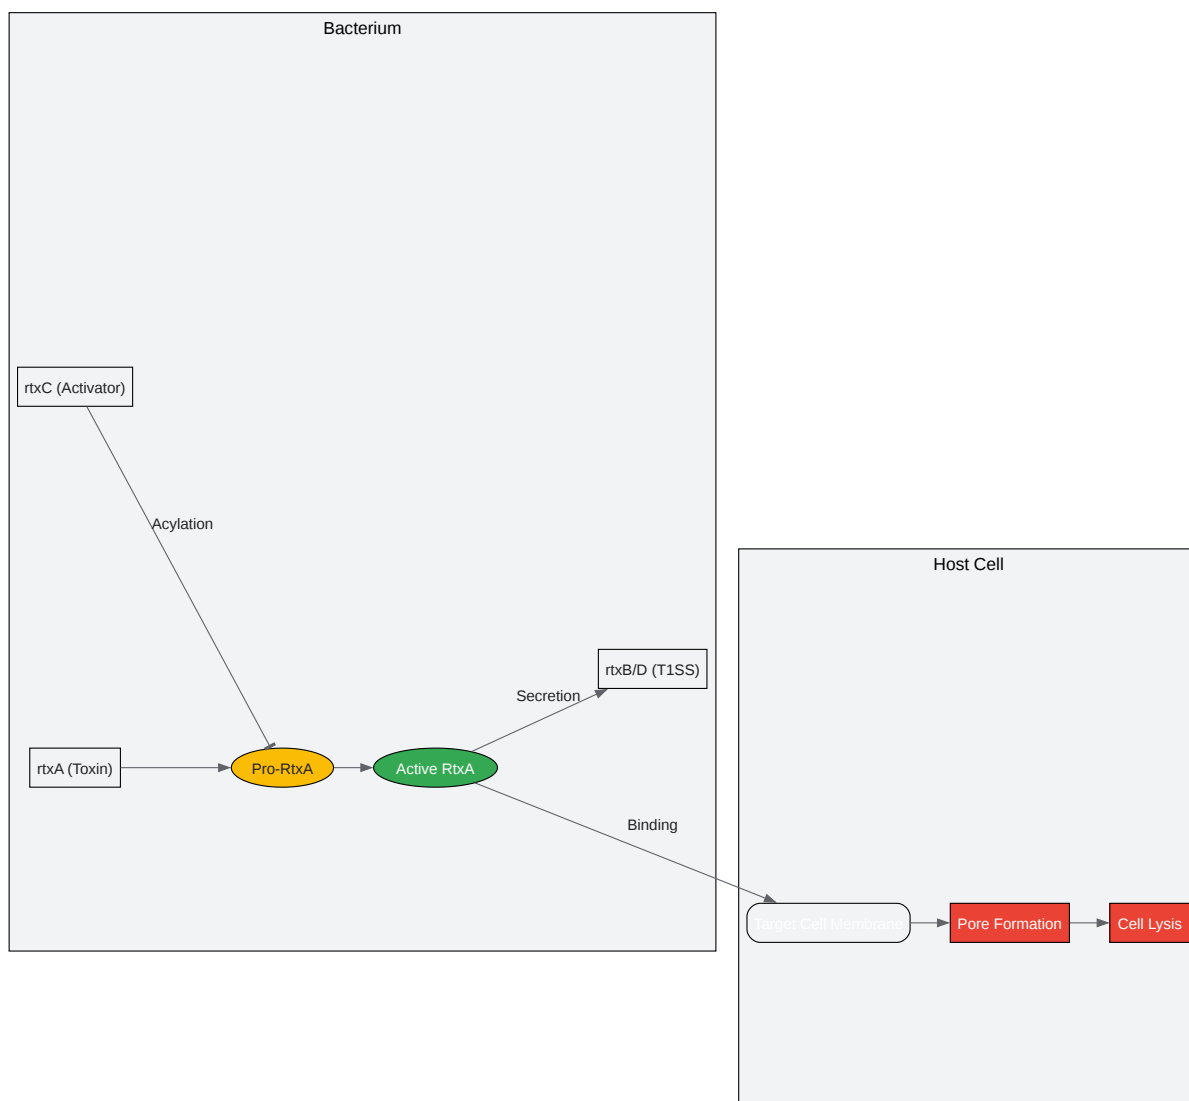 Bacterium
rtxC (Activator)
Acylation
Host Cell
rtxB/D (T1SS)
Secretion
rtxA (Toxin)
Pro-RtxA
Active RtxA
Binding
Target Cell Membrane
Pore Formation
Cell Lysis